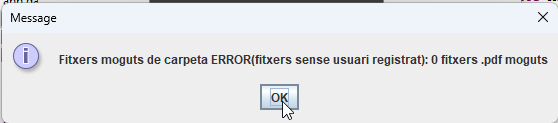 Message
Fitxers moguts de carpeta ERROR(fitxers sense usuari registrat): 0 fitxers .pdf moguts
OK